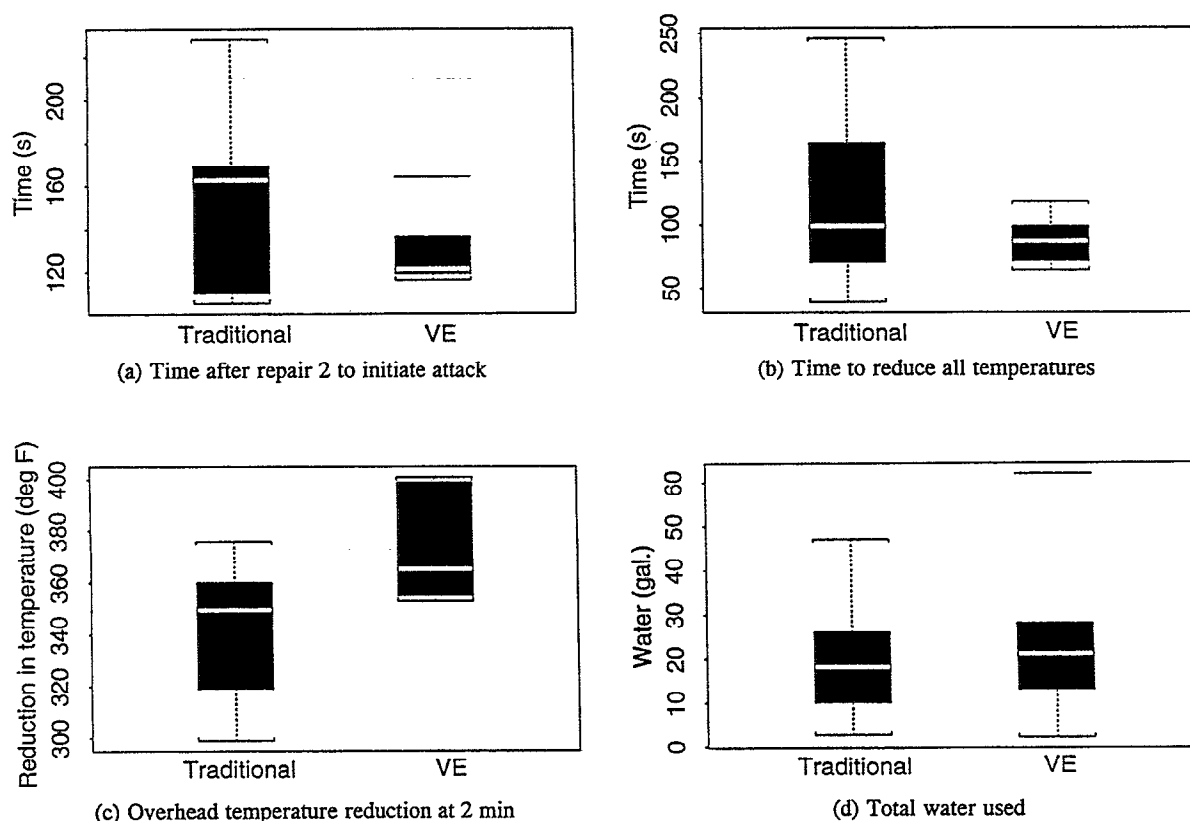 Time (s)
200
160
120
Traditional
VE
(a) Time after repair 2 to initiate attack
Time (s)
250
200
150
100
50
Traditional
VE
(b) Time to reduce all temperatures
Reduction in temperature (deg F)
400
380
360
340
320
300
Traditional
VE
(c) Overhead temperature reduction at 2 min
Water (gal.)
60
50
40
30
20
10
0
Traditional
VE
(d) Total water used